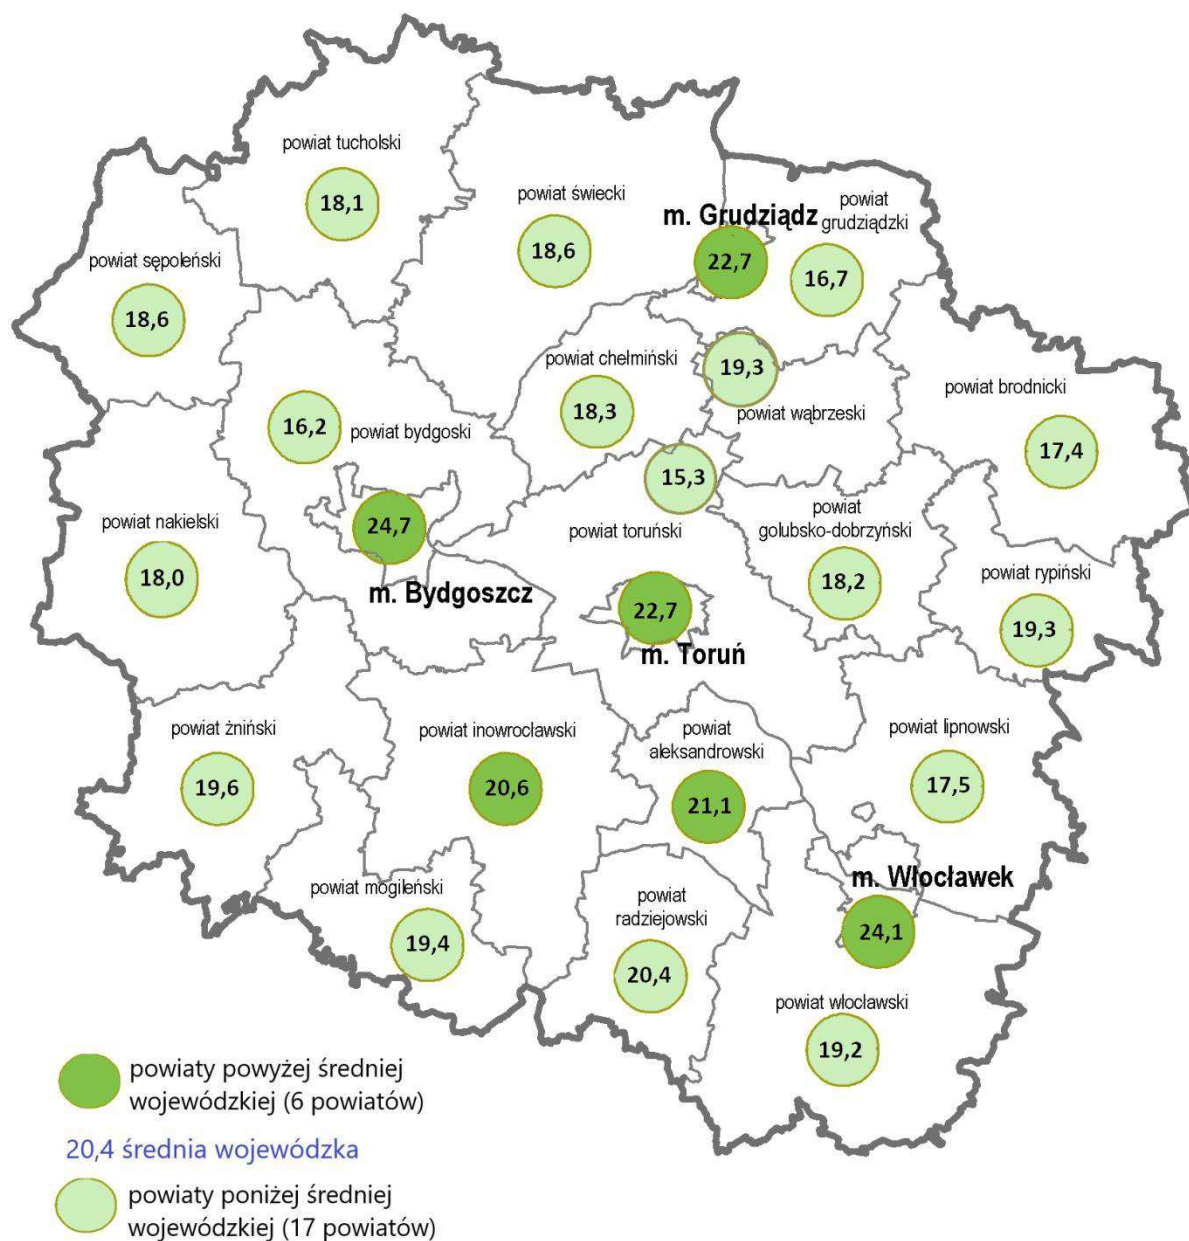 powiat tucholski
18,1
powiat świecki
18,6
m. Grudziądz
22,7
powiat
grudziądzki
16,7
powiat sępoleński
18,6
powiat chełmiński
18,3
19,3
powiat wąbrzeski
powiat brodnicki
17,4
16,2
powiat bydgoski
15,3
powiat toruński
powiat nakielski
18,0
24,7
m. Bydgoszcz
powiat
golubsko-dobrzyński
18,2
powiat rypiński
19,3
22,7
m. Toruń
powiat żniński
19,6
powiat inowrocławski
20,6
powiat
aleksandrowski
21,1
powiat lipnowski
17,5
powiat mogileński
19,4
powiat
radziejowski
20,4
m. Włocławek
24,1
powiat włocławski
19,2
powiaty powyżej średniej
wojewódzkiej (6 powiatów)
20,4 średnia wojewódzka
powiaty poniżej średniej
wojewódzkiej (17 powiatów)